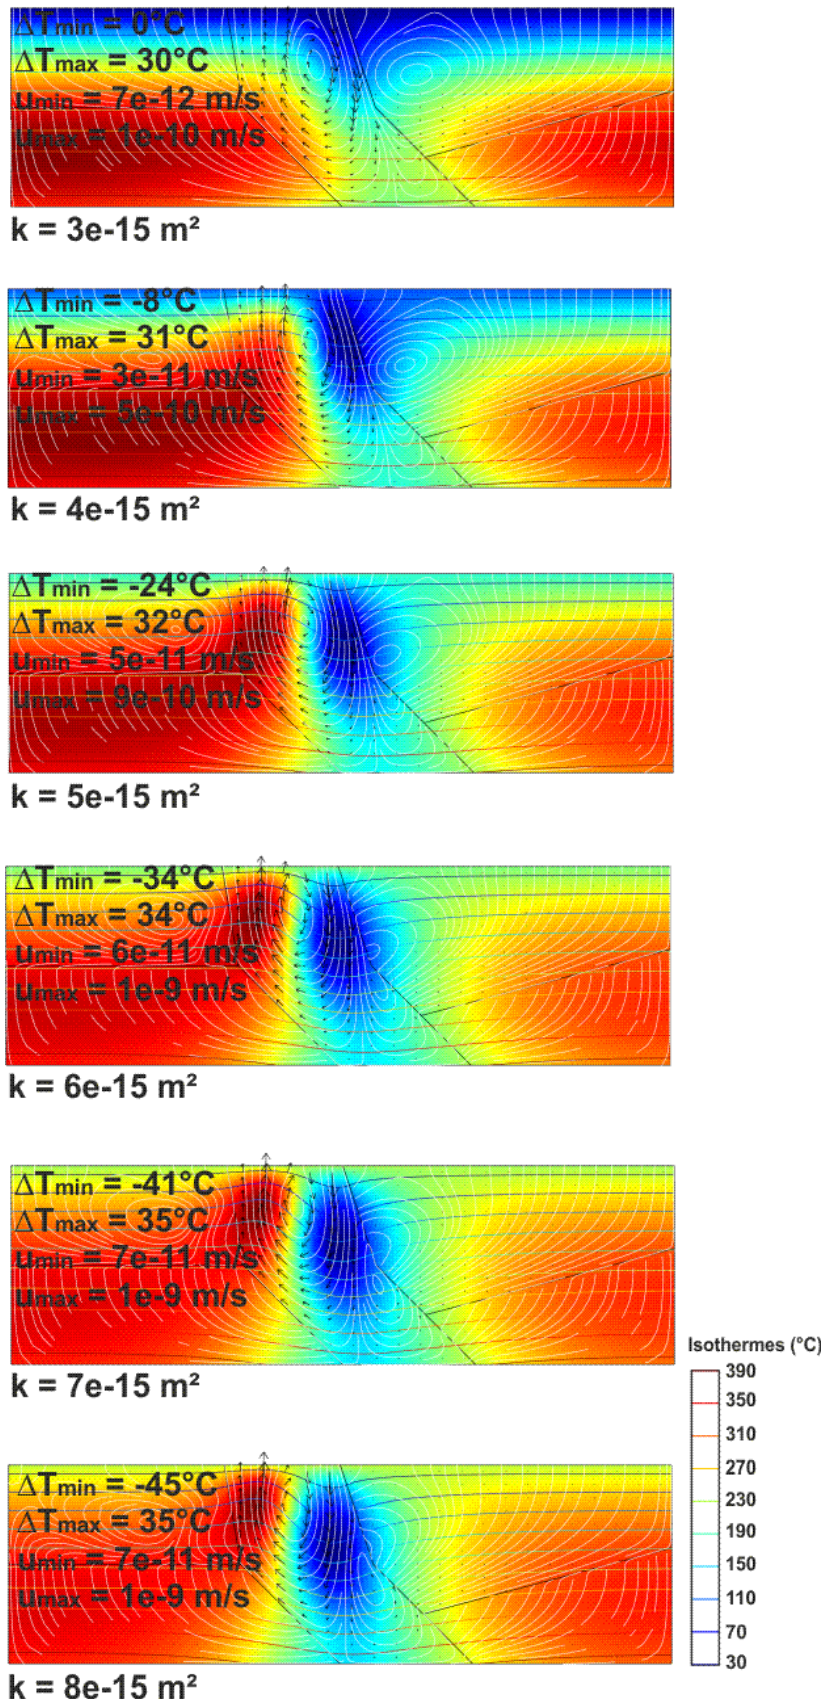 ΔTmin = 0°C
ΔTmax = 30°C
umin = 7e-12 m/s
umax = 1e-10 m/s
k = 3e-15 m²
ΔTmin = -8°C
ΔTmax = 31°C
umin = 3e-11 m/s
umax = 5e-10 m/s
k = 4e-15 m²
ΔTmin = -24°C
ΔTmax = 32°C
umin = 5e-11 m/s
umax = 9e-10 m/s
k = 5e-15 m²
ΔTmin = -34°C
ΔTmax = 34°C
umin = 6e-11 m/s
umax = 1e-9 m/s
k = 6e-15 m²
ΔTmin = -41°C
ΔTmax = 35°C
umin = 7e-11 m/s
umax = 1e-9 m/s
k = 7e-15 m²
Isothermes (°C)
390
350
310
270
230
190
150
110
70
30
ΔTmin = -45°C
ΔTmax = 35°C
umin = 7e-11 m/s
umax = 1e-9 m/s
k = 8e-15 m²